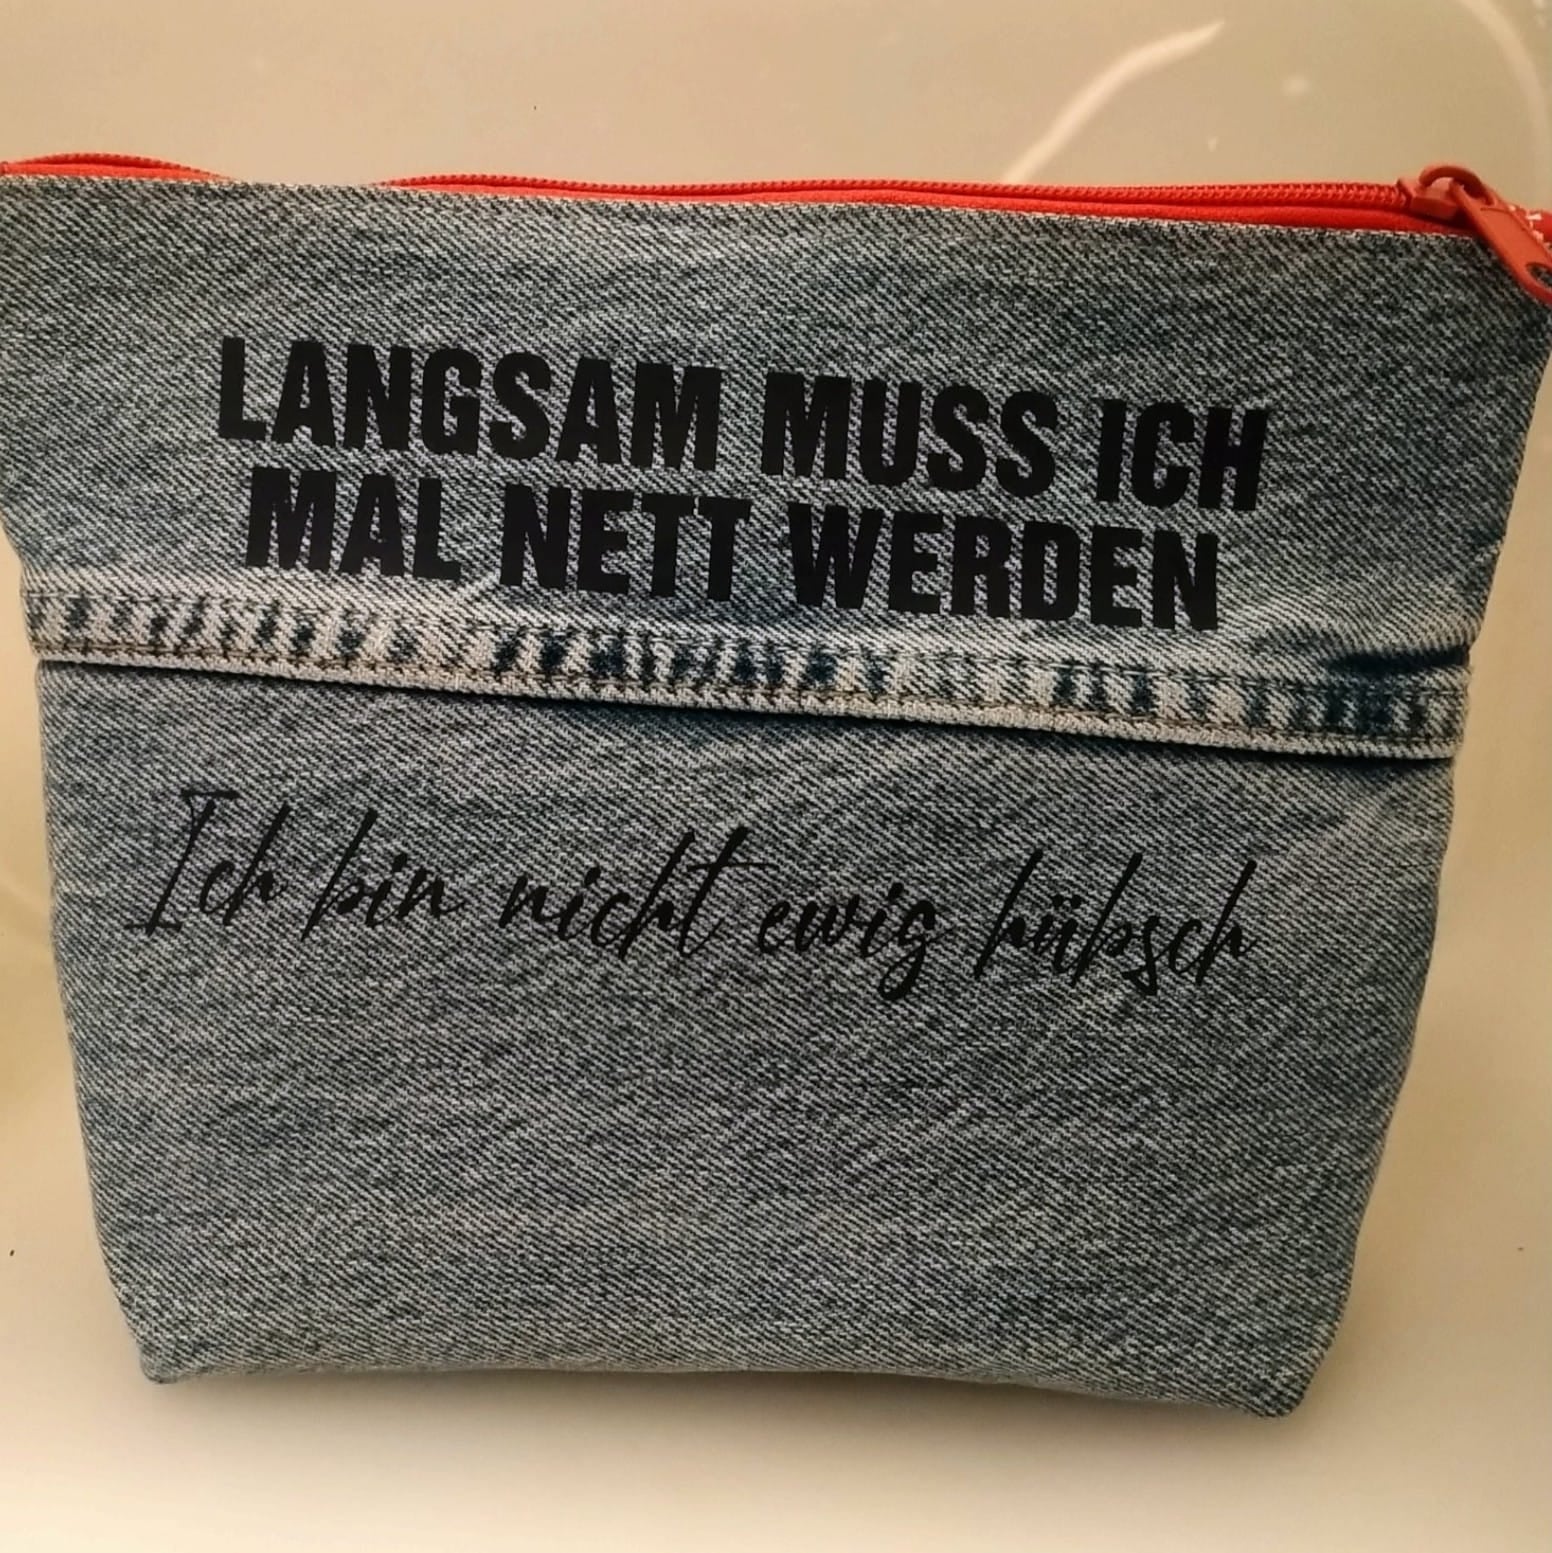 LANGSAM MUSS ICH
MAL NETT WERDEN
Ich bin nicht ewig hübsch